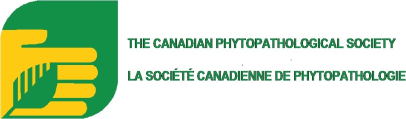 THE CANADIAN PHYTOPATHOLOGICAL SOCIETY
LA SOCIÉTÉ CANADIENNE DE PHYTOPATHOLOGIE